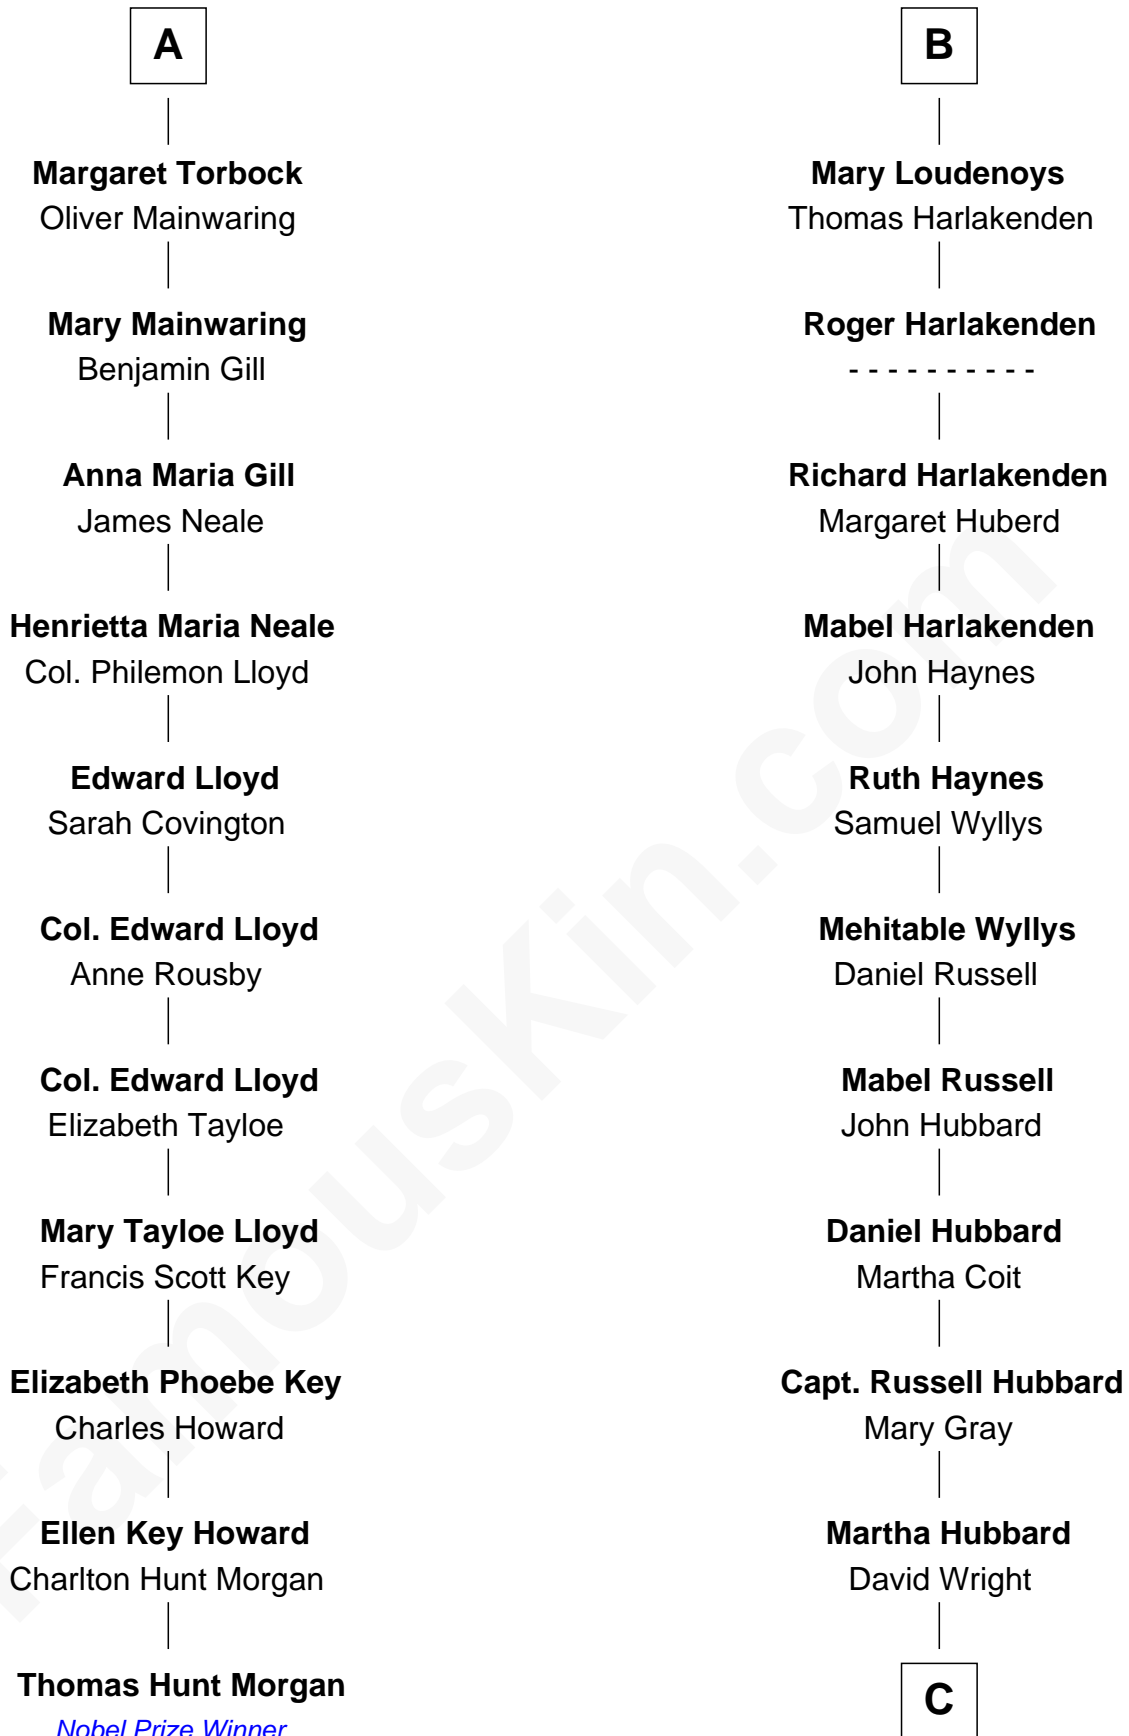 A
Margaret Torbock
Oliver Mainwaring
Mary Mainwaring
Benjamin Gill
Anna Maria Gill
James Neale
Henrietta Maria Neale
Col. Philemon Lloyd
Edward Lloyd
Sarah Covington
Col. Edward Lloyd
Anne Rousby
Col. Edward Lloyd
Elizabeth Tayloe
Mary Tayloe Lloyd
Francis Scott Key
Elizabeth Phoebe Key
Charles Howard
Ellen Key Howard
Charlton Hunt Morgan
Thomas Hunt Morgan
Nobel Prize Winner
B
Mary Loudenoys
Thomas Harlakenden
Roger Harlakenden
- - - - - - - - - -
Richard Harlakenden
Margaret Huberd
Mabel Harlakenden
John Haynes
Ruth Haynes
Samuel Wyllys
Mehitable Wyllys
Daniel Russell
Mabel Russell
John Hubbard
Daniel Hubbard
Martha Coit
Capt. Russell Hubbard
Mary Gray
Martha Hubbard
David Wright
C
FamousKin.com